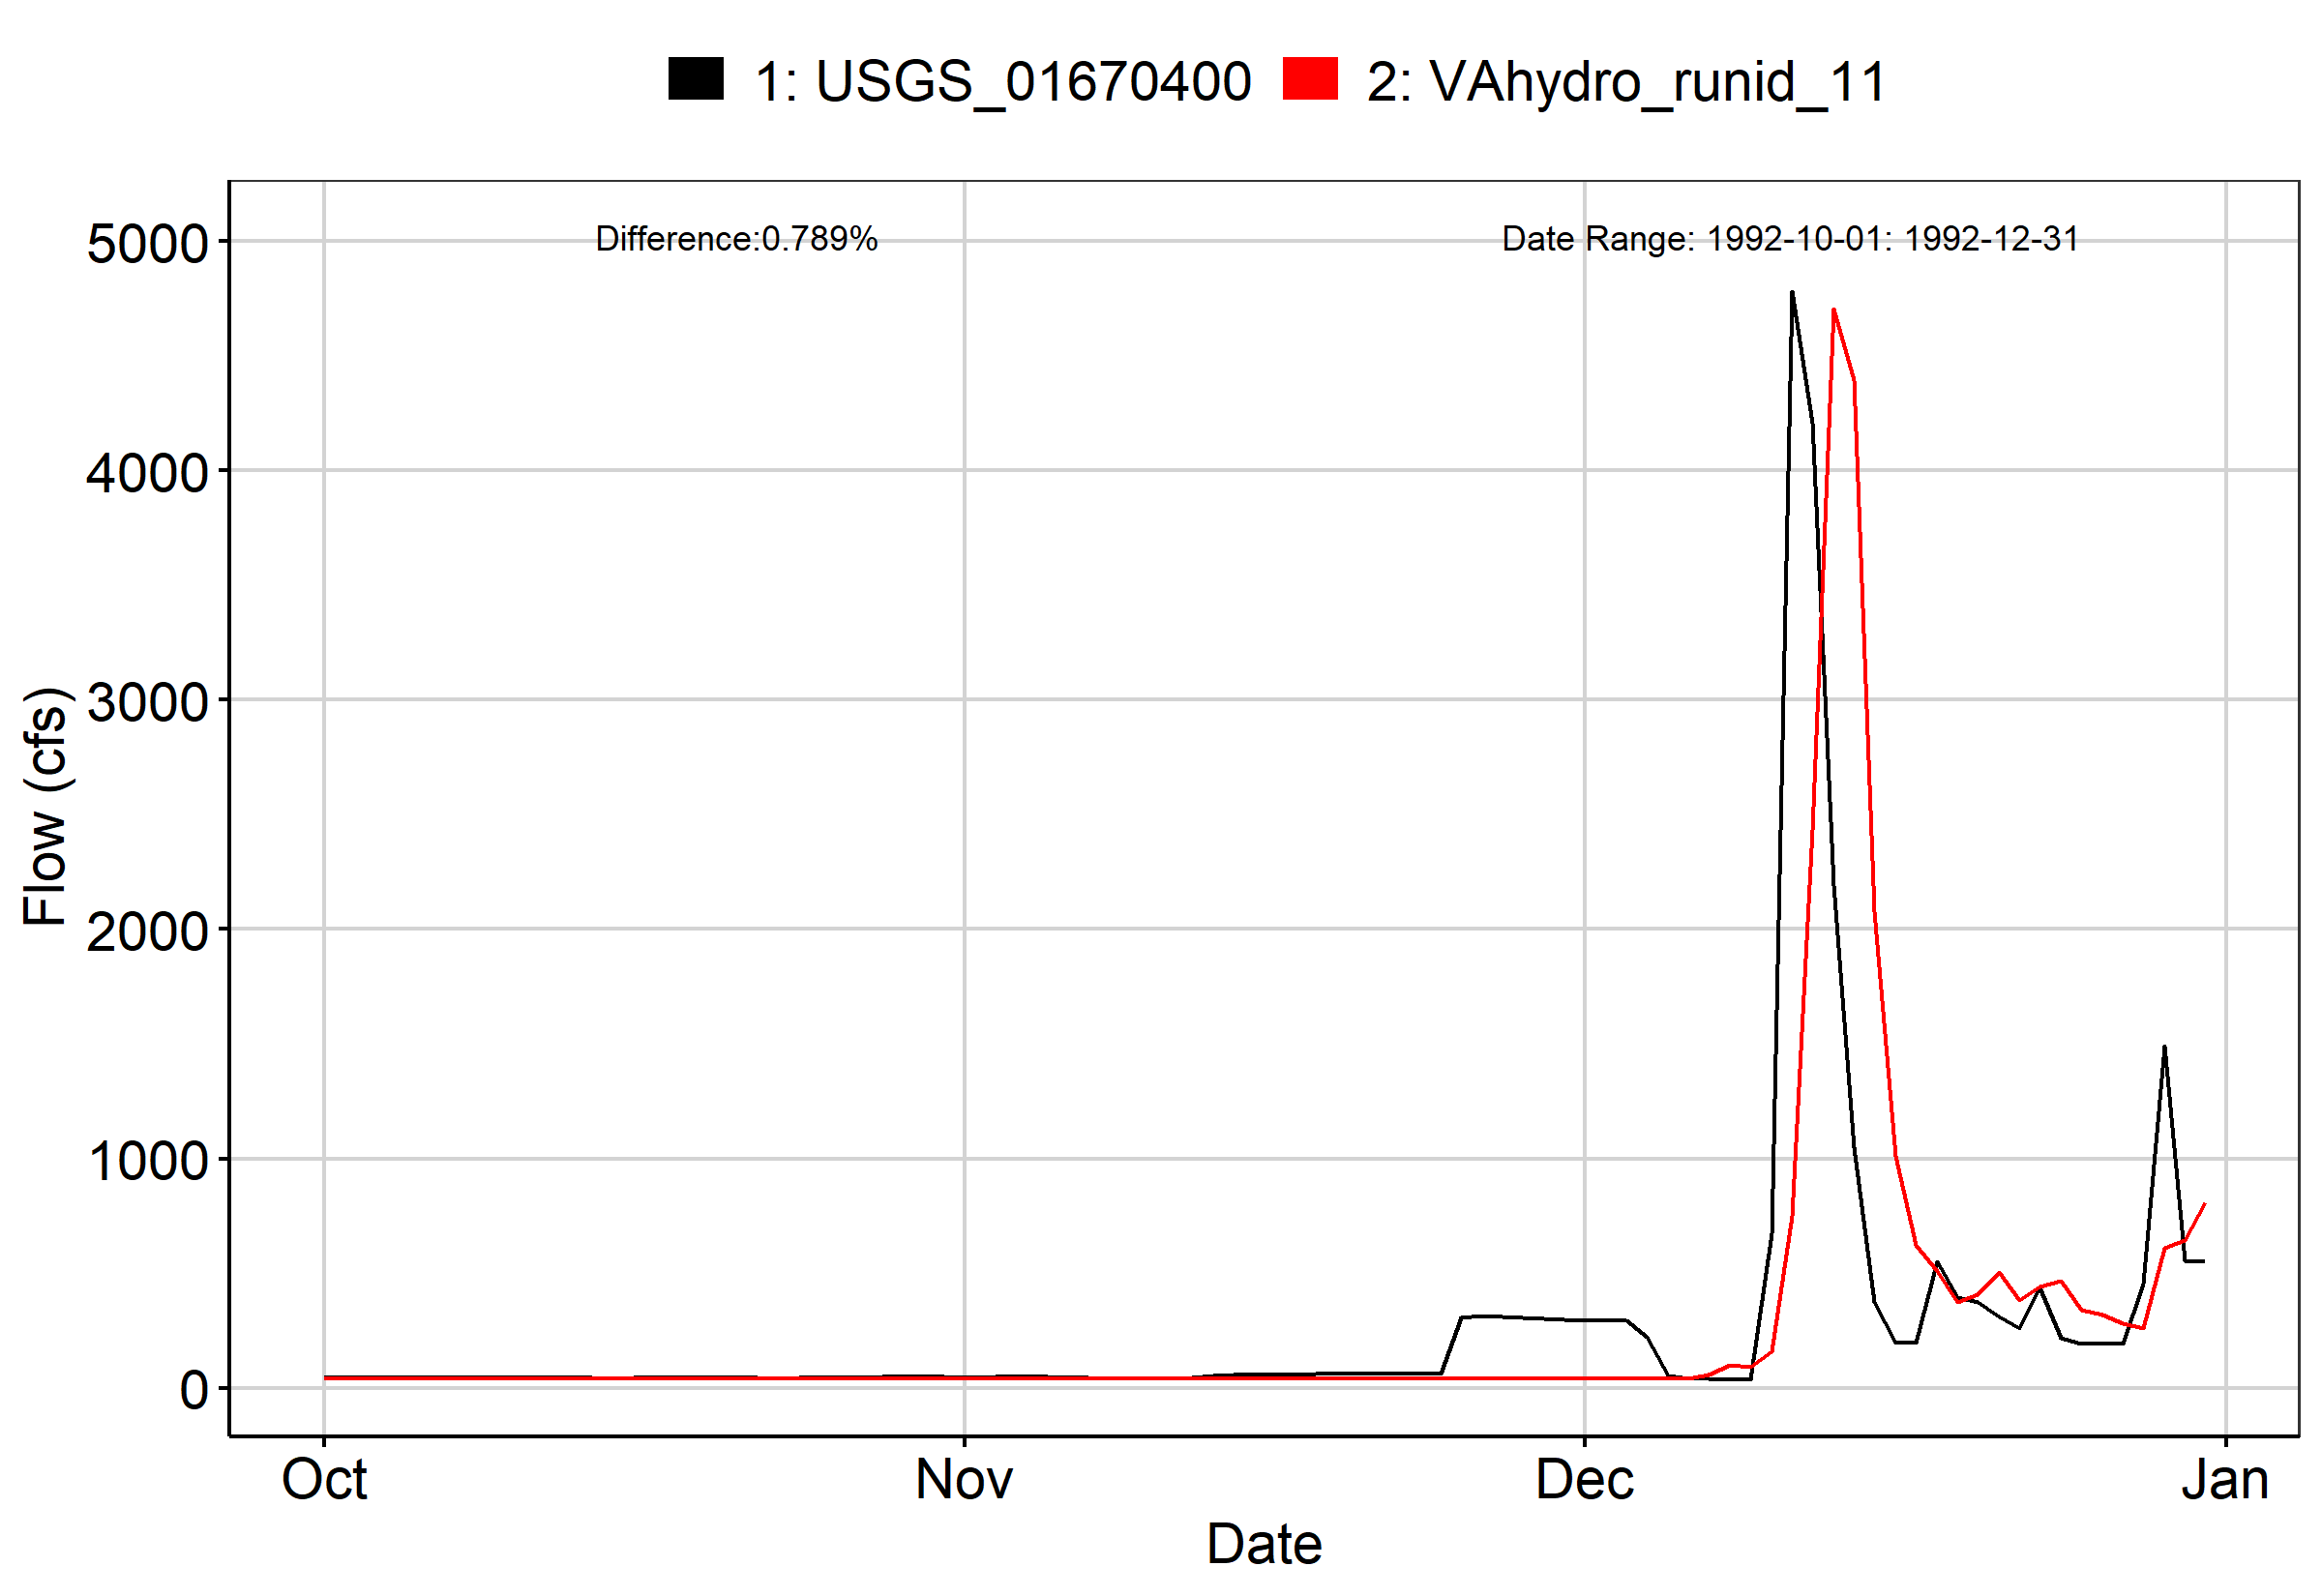 1: USGS_01670400 2: VAhydro_runid_11
Difference:0.789% Date Range: 1992-10-01: 1992-12-31
5000
4000
3000
2000
1000
0
Flow (cfs)
Oct Nov Dec Jan
Date